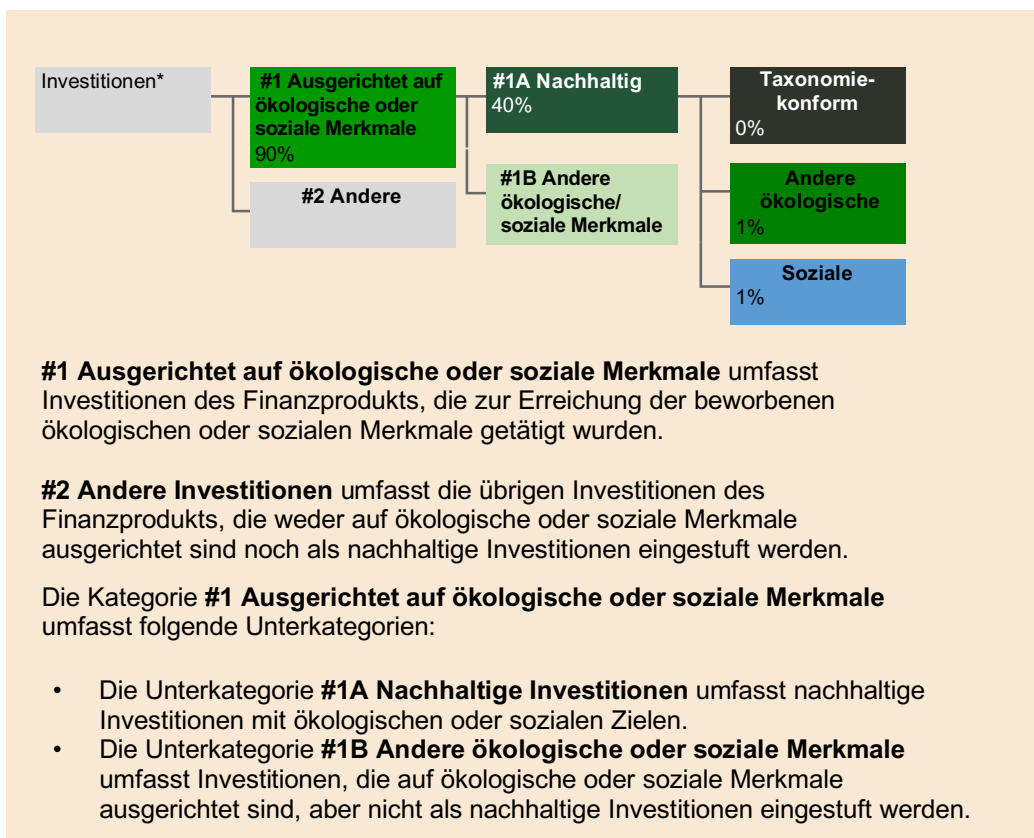 Investitionen*
#1 Ausgerichtet auf
ökologische oder
soziale Merkmale
90%
#2 Andere
#1A Nachhaltig
40%
#1B Andere
ökologische/
soziale Merkmale
Taxonomie-
konform
0%
Andere
ökologische
1%
Soziale
1%
#1 Ausgerichtet auf ökologische oder soziale Merkmale umfasst
Investitionen des Finanzprodukts, die zur Erreichung der beworbenen
ökologischen oder sozialen Merkmale getätigt wurden.
#2 Andere Investitionen umfasst die übrigen Investitionen des
Finanzprodukts, die weder auf ökologische oder soziale Merkmale
ausgerichtet sind noch als nachhaltige Investitionen eingestuft werden.
Die Kategorie #1 Ausgerichtet auf ökologische oder soziale Merkmale
umfasst folgende Unterkategorien:
• Die Unterkategorie #1A Nachhaltige Investitionen umfasst nachhaltige
Investitionen mit ökologischen oder sozialen Zielen.
• Die Unterkategorie #1B Andere ökologische oder soziale Merkmale
umfasst Investitionen, die auf ökologische oder soziale Merkmale
ausgerichtet sind, aber nicht als nachhaltige Investitionen eingestuft werden.